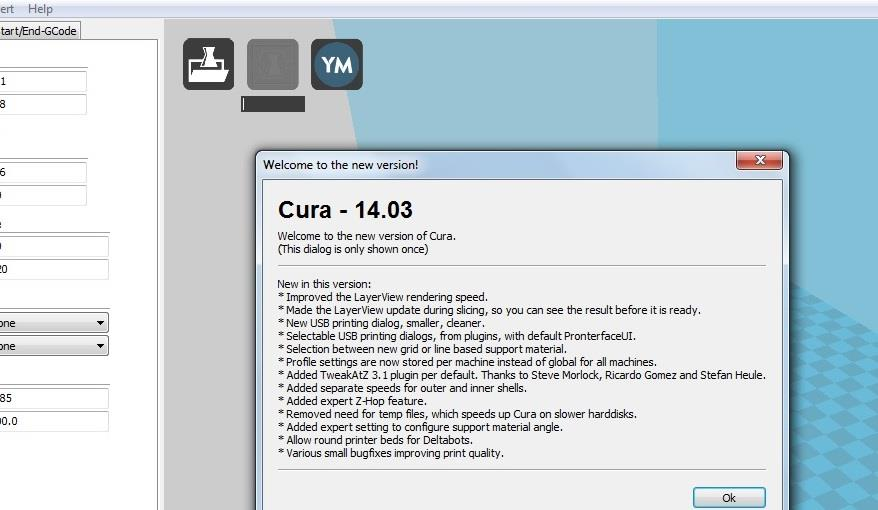 ert Help
tart/End-GCode
1
8
6
20
one
one
85
00.0
YM
Welcome to the new version!
Cura - 14.03
Welcome to the new version of Cura.
(This dialog is only shown once)
New in this version:
* Improved the LayerView rendering speed.
* Made the LayerView update during slicing, so you can see the result before it is ready.
* New USB printing dialog, smaller, cleaner.
* Selectable USB printing dialogs, from plugins, with default PronterfaceUI.
* Selection between new grid or line based support material.
* Profile settings are now stored per machine instead of global for all machines.
* Added TweakAtZ 3.1 plugin per default. Thanks to Steve Morlock, Ricardo Gomez and Stefan Heule.
* Added separate speeds for outer and inner shells.
* Added expert Z-Hop feature.
* Removed need for temp files, which speeds up Cura on slower harddisks.
* Added expert setting to configure support material angle.
* Allow round printer beds for Deltabots.
* Various small bugfixes improving print quality.
Ok